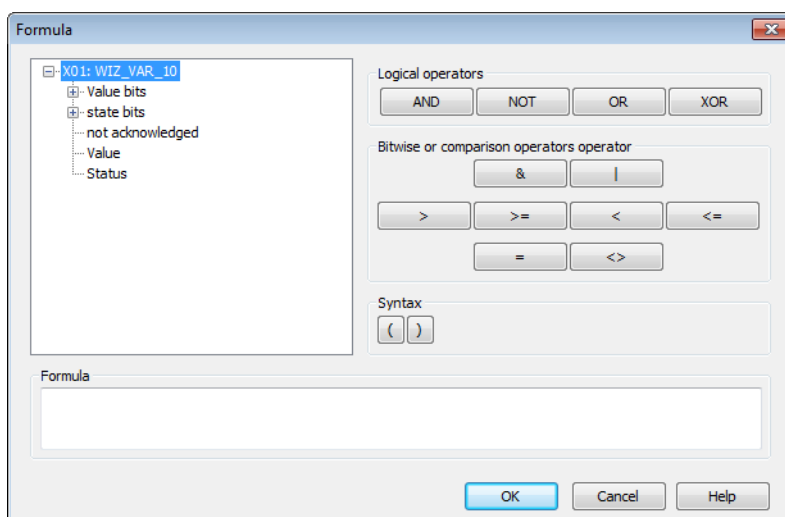 Formula
X01: WIZ_VAR_10
Value bits
state bits
not acknowledged
Value
Status
Logical operators
AND NOT OR XOR
Bitwise or comparison operators operator
& |
> >= < <=
= <>
Syntax
( )
Formula
OK Cancel Help